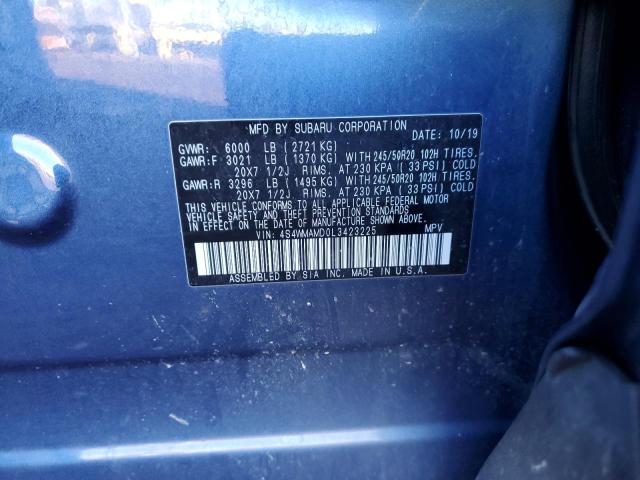 MFD BY SUBARU CORPORATION
DATE: 10/19
GVWR: 6000 LB (2721 KG)
GAWR:F 3021 LB (1370 KG) WITH 245/50R20 102H TIRES.
20X7 1/2J RIMS. AT 230 KPA (33 PSI) COLD
GAWR:R 3296 LB (1495 KG) WITH 245/50R20 102H TIRES.
20X7 1/2J RIMS. AT 230 KPA (33 PSI) COLD
THIS VEHICLE CONFORMS TO ALL APPLICABLE FEDERAL MOTOR
VEHICLE SAFETY AND THEFT PREVENTION STANDARDS
IN EFFECT ON THE DATE OF MANUFACTURE SHOWN ABOVE.
VIN: 4S4WMAMD0L3423225 MPV
ASSEMBLED BY SIA INC. MADE IN U.S.A.